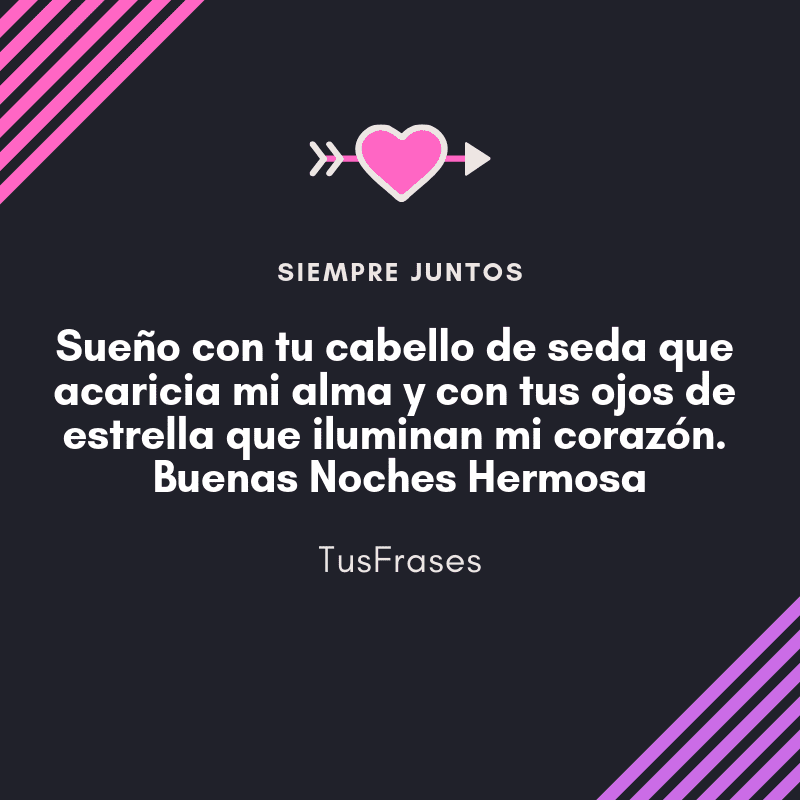 SIEMPRE JUNTOS
Sueño con tu cabello de seda que
acaricia mi alma y con tus ojos de
estrella que iluminan mi corazón.
Buenas Noches Hermosa
TusFrases